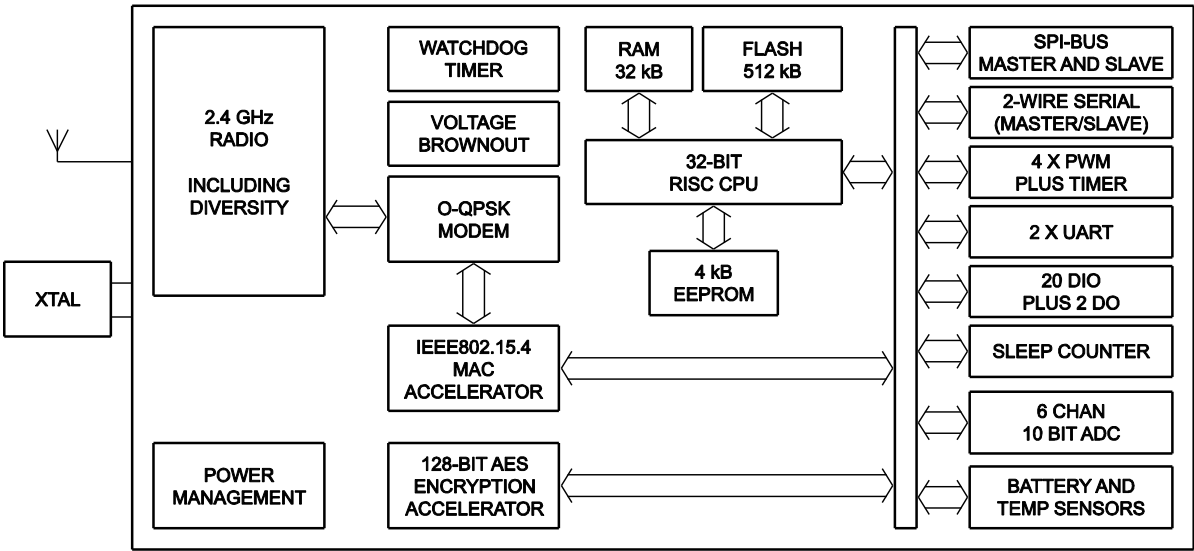 2.4 GHz
RADIO
INCLUDING
DIVERSITY
XTAL
POWER
MANAGEMENT
WATCHDOG
TIMER
VOLTAGE
BROWNOUT
O-QPSK
MODEM
IEEE802.15.4
MAC
ACCELERATOR
128-BIT AES
ENCRYPTION
ACCELERATOR
RAM
32 kB
FLASH
512 kB
32-BIT
RISC CPU
4 kB
EEPROM
SPI-BUS
MASTER AND SLAVE
2-WIRE SERIAL
(MASTER/SLAVE)
4 X PWM
PLUS TIMER
2 X UART
20 DIO
PLUS 2 DO
SLEEP COUNTER
6 CHAN
10 BIT ADC
BATTERY AND
TEMP SENSORS